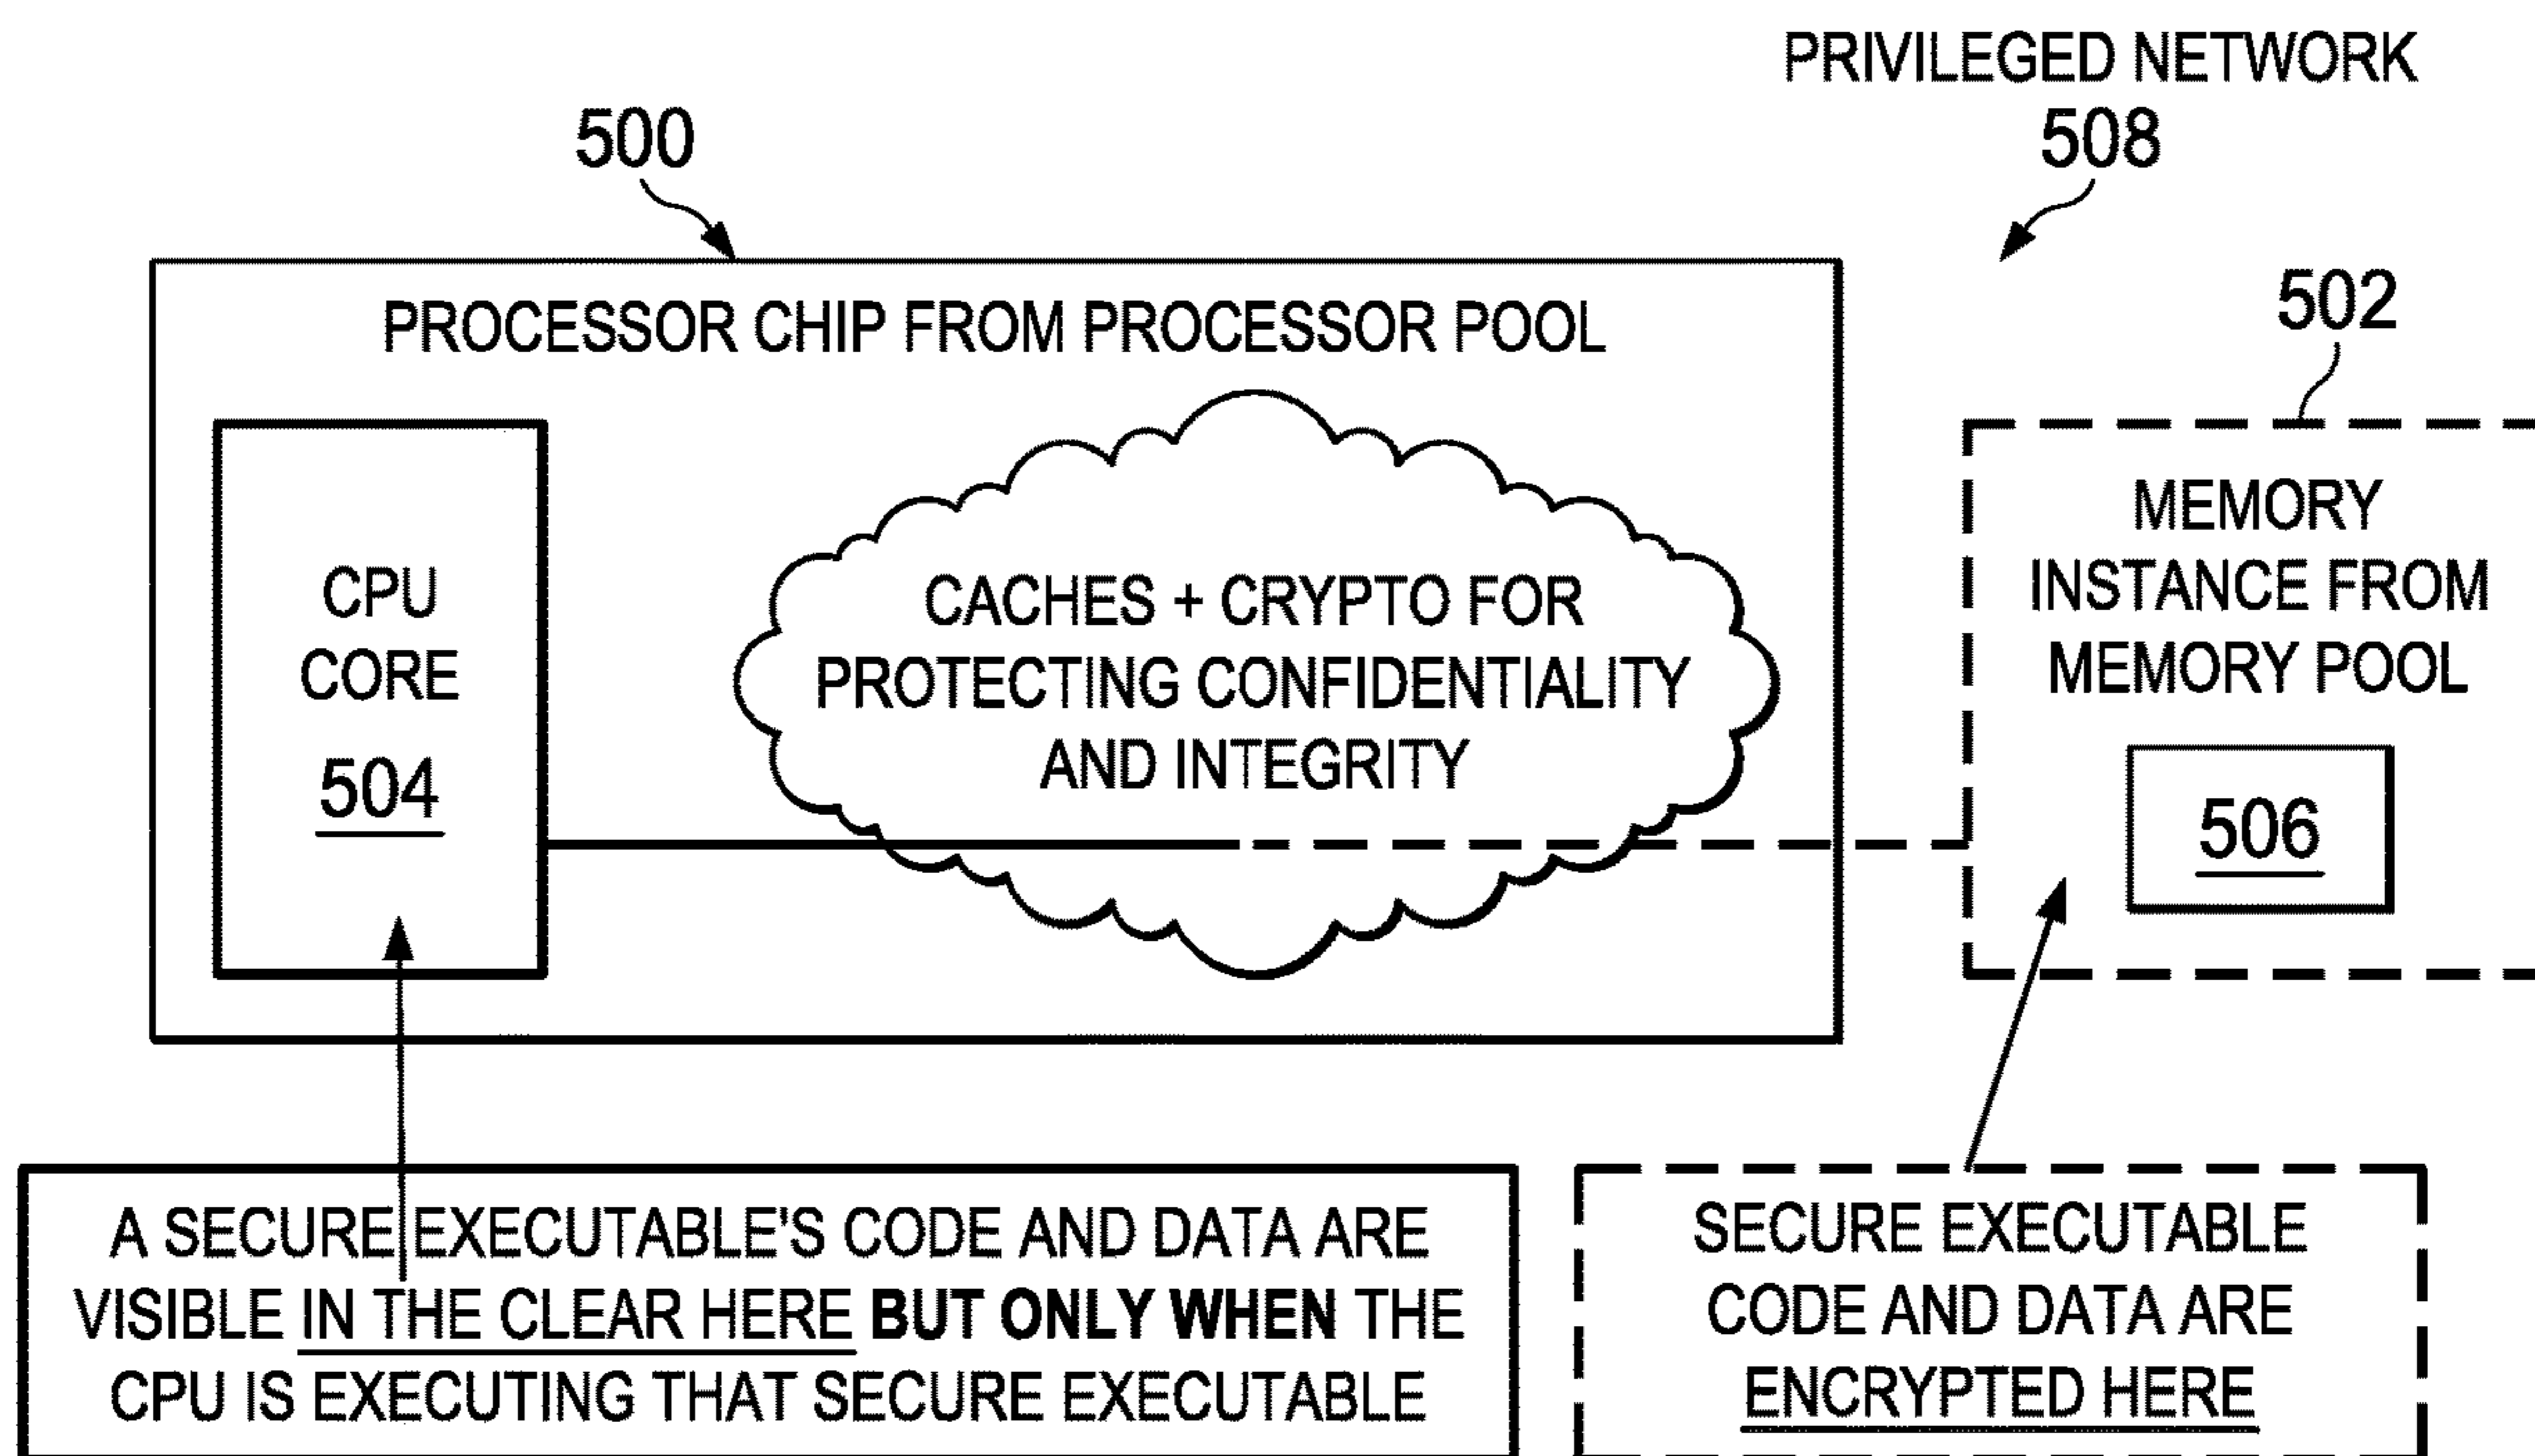 PRIVILEGED NETWORK
508
500
502
PROCESSOR CHIP FROM PROCESSOR POOL
CPU
CORE
504
CACHES + CRYPTO FOR
PROTECTING CONFIDENTIALITY
AND INTEGRITY
MEMORY
INSTANCE FROM
MEMORY POOL
506
A SECURE EXECUTABLE'S CODE AND DATA ARE
VISIBLE IN THE CLEAR HERE BUT ONLY WHEN THE
CPU IS EXECUTING THAT SECURE EXECUTABLE
SECURE EXECUTABLE
CODE AND DATA ARE
ENCRYPTED HERE